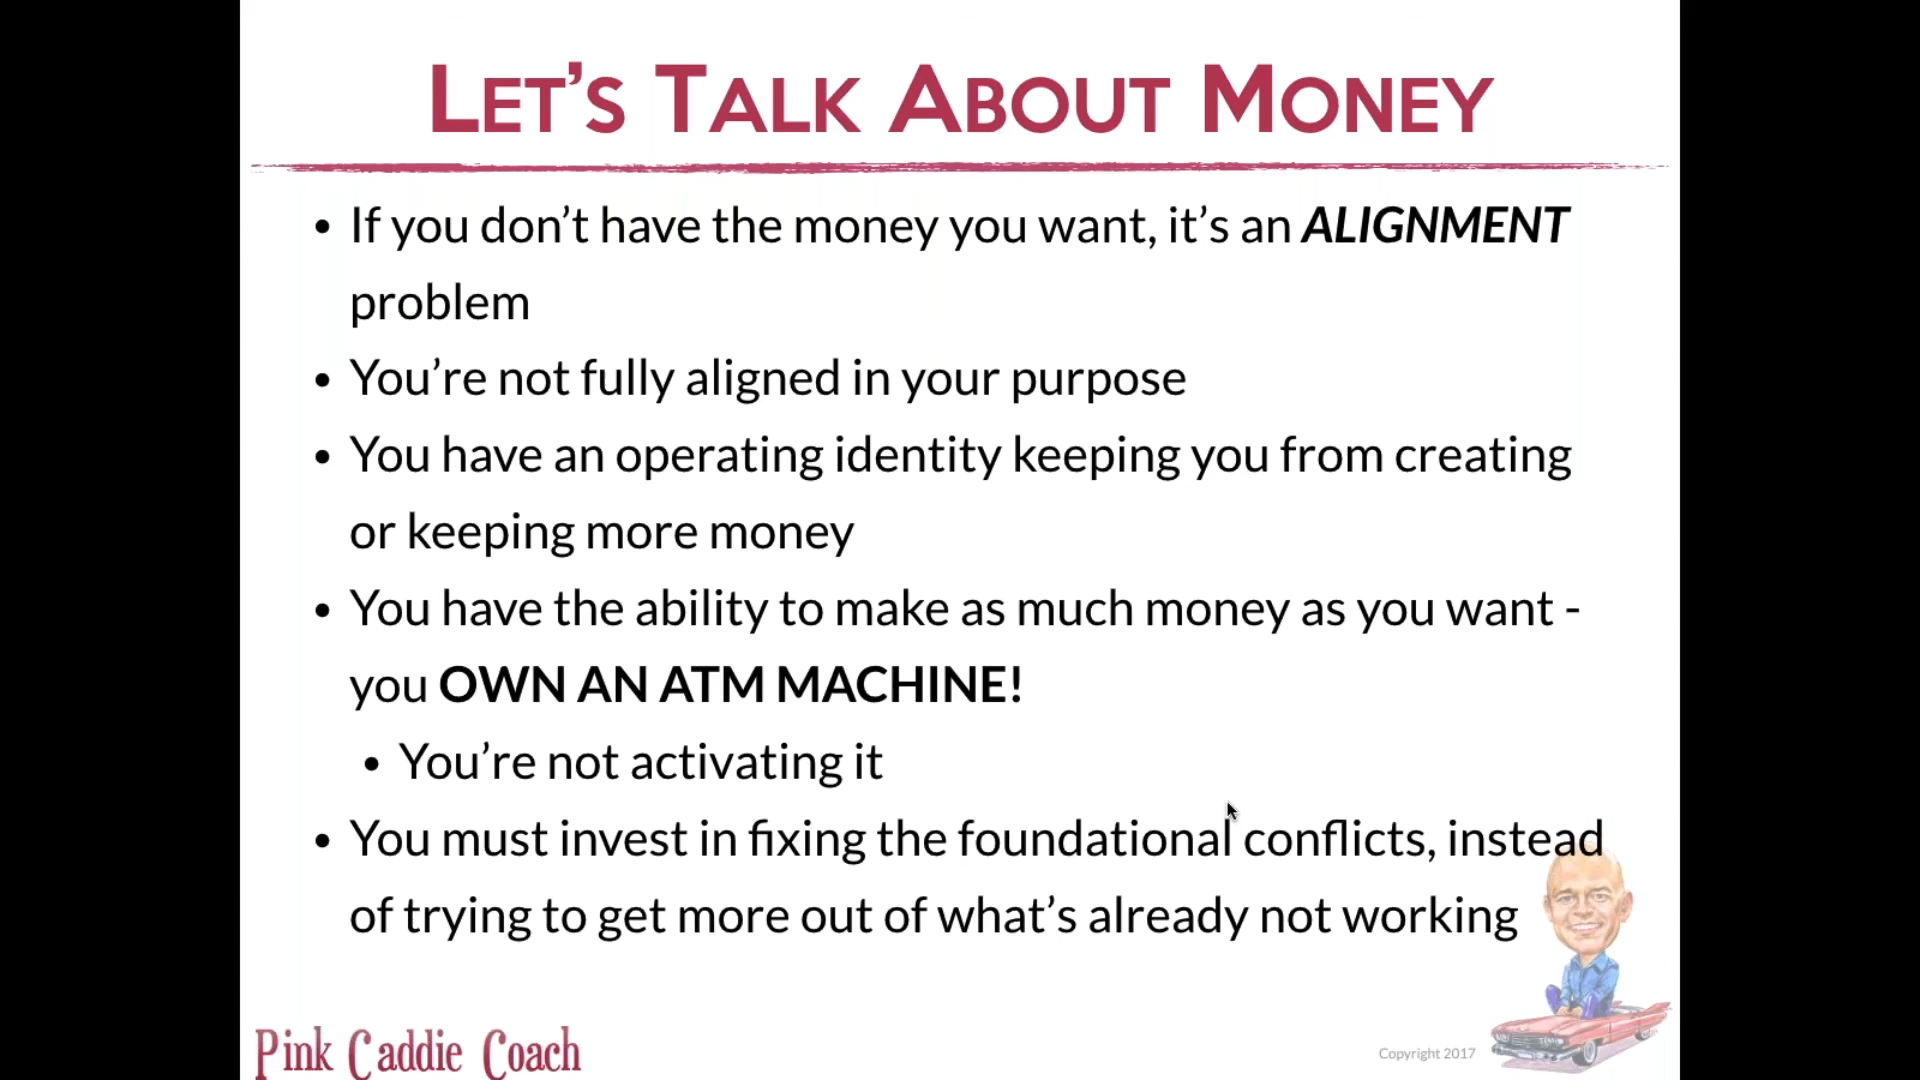 LET’S TALK ABOUT MONEY
• If you don’t have the money you want, it’s an ALIGNMENT
problem
• You’re not fully aligned in your purpose
• You have an operating identity keeping you from creating
or keeping more money
• You have the ability to make as much money as you want -
you OWN AN ATM MACHINE!
• You’re not activating it
• You must invest in fixing the foundational conflicts, instead
of trying to get more out of what’s already not working
Pink Caddie Coach
Copyright 2017